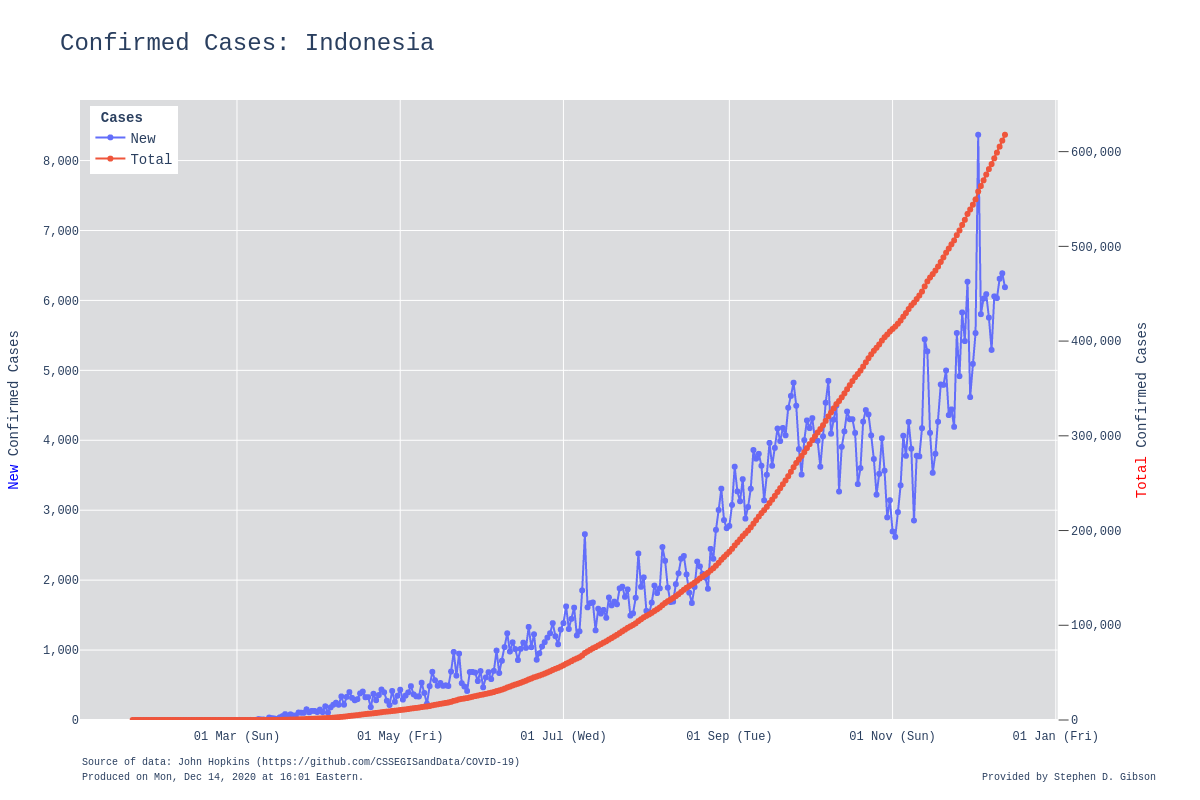 Confirmed Cases: Indonesia
Cases
New
Total
8,000
7,000
6,000
5,000
4,000
3,000
2,000
1,000
0
600,000
500,000
400,000
300,000
200,000
100,000
0
New Confirmed Cases
Total Confirmed Cases
01 Mar (Sun)
01 May (Fri)
01 Jul (Wed)
01 Sep (Tue)
01 Nov (Sun)
01 Jan (Fri)
Source of data: John Hopkins (https://github.com/CSSEGISandData/COVID-19)
Produced on Mon, Dec 14, 2020 at 16:01 Eastern.
Provided by Stephen D. Gibson